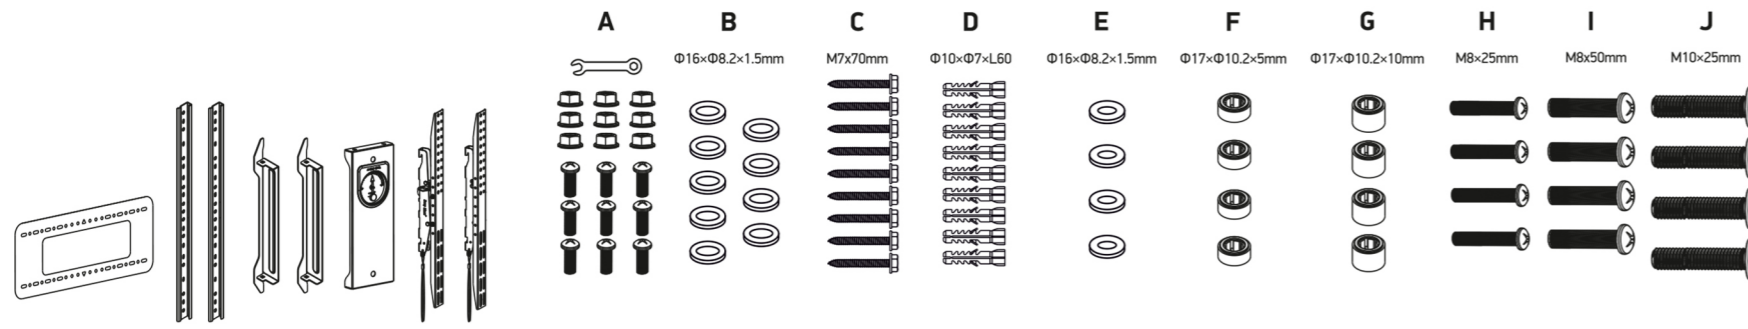 A B C D E F G H I J
Φ16×Φ8.2×1.5mm M7x70mm Φ10×Φ7×L60 Φ16×Φ8.2×1.5mm Φ17×Φ10.2×5mm Φ17×Φ10.2×10mm M8×25mm M8x50mm M10×25mm